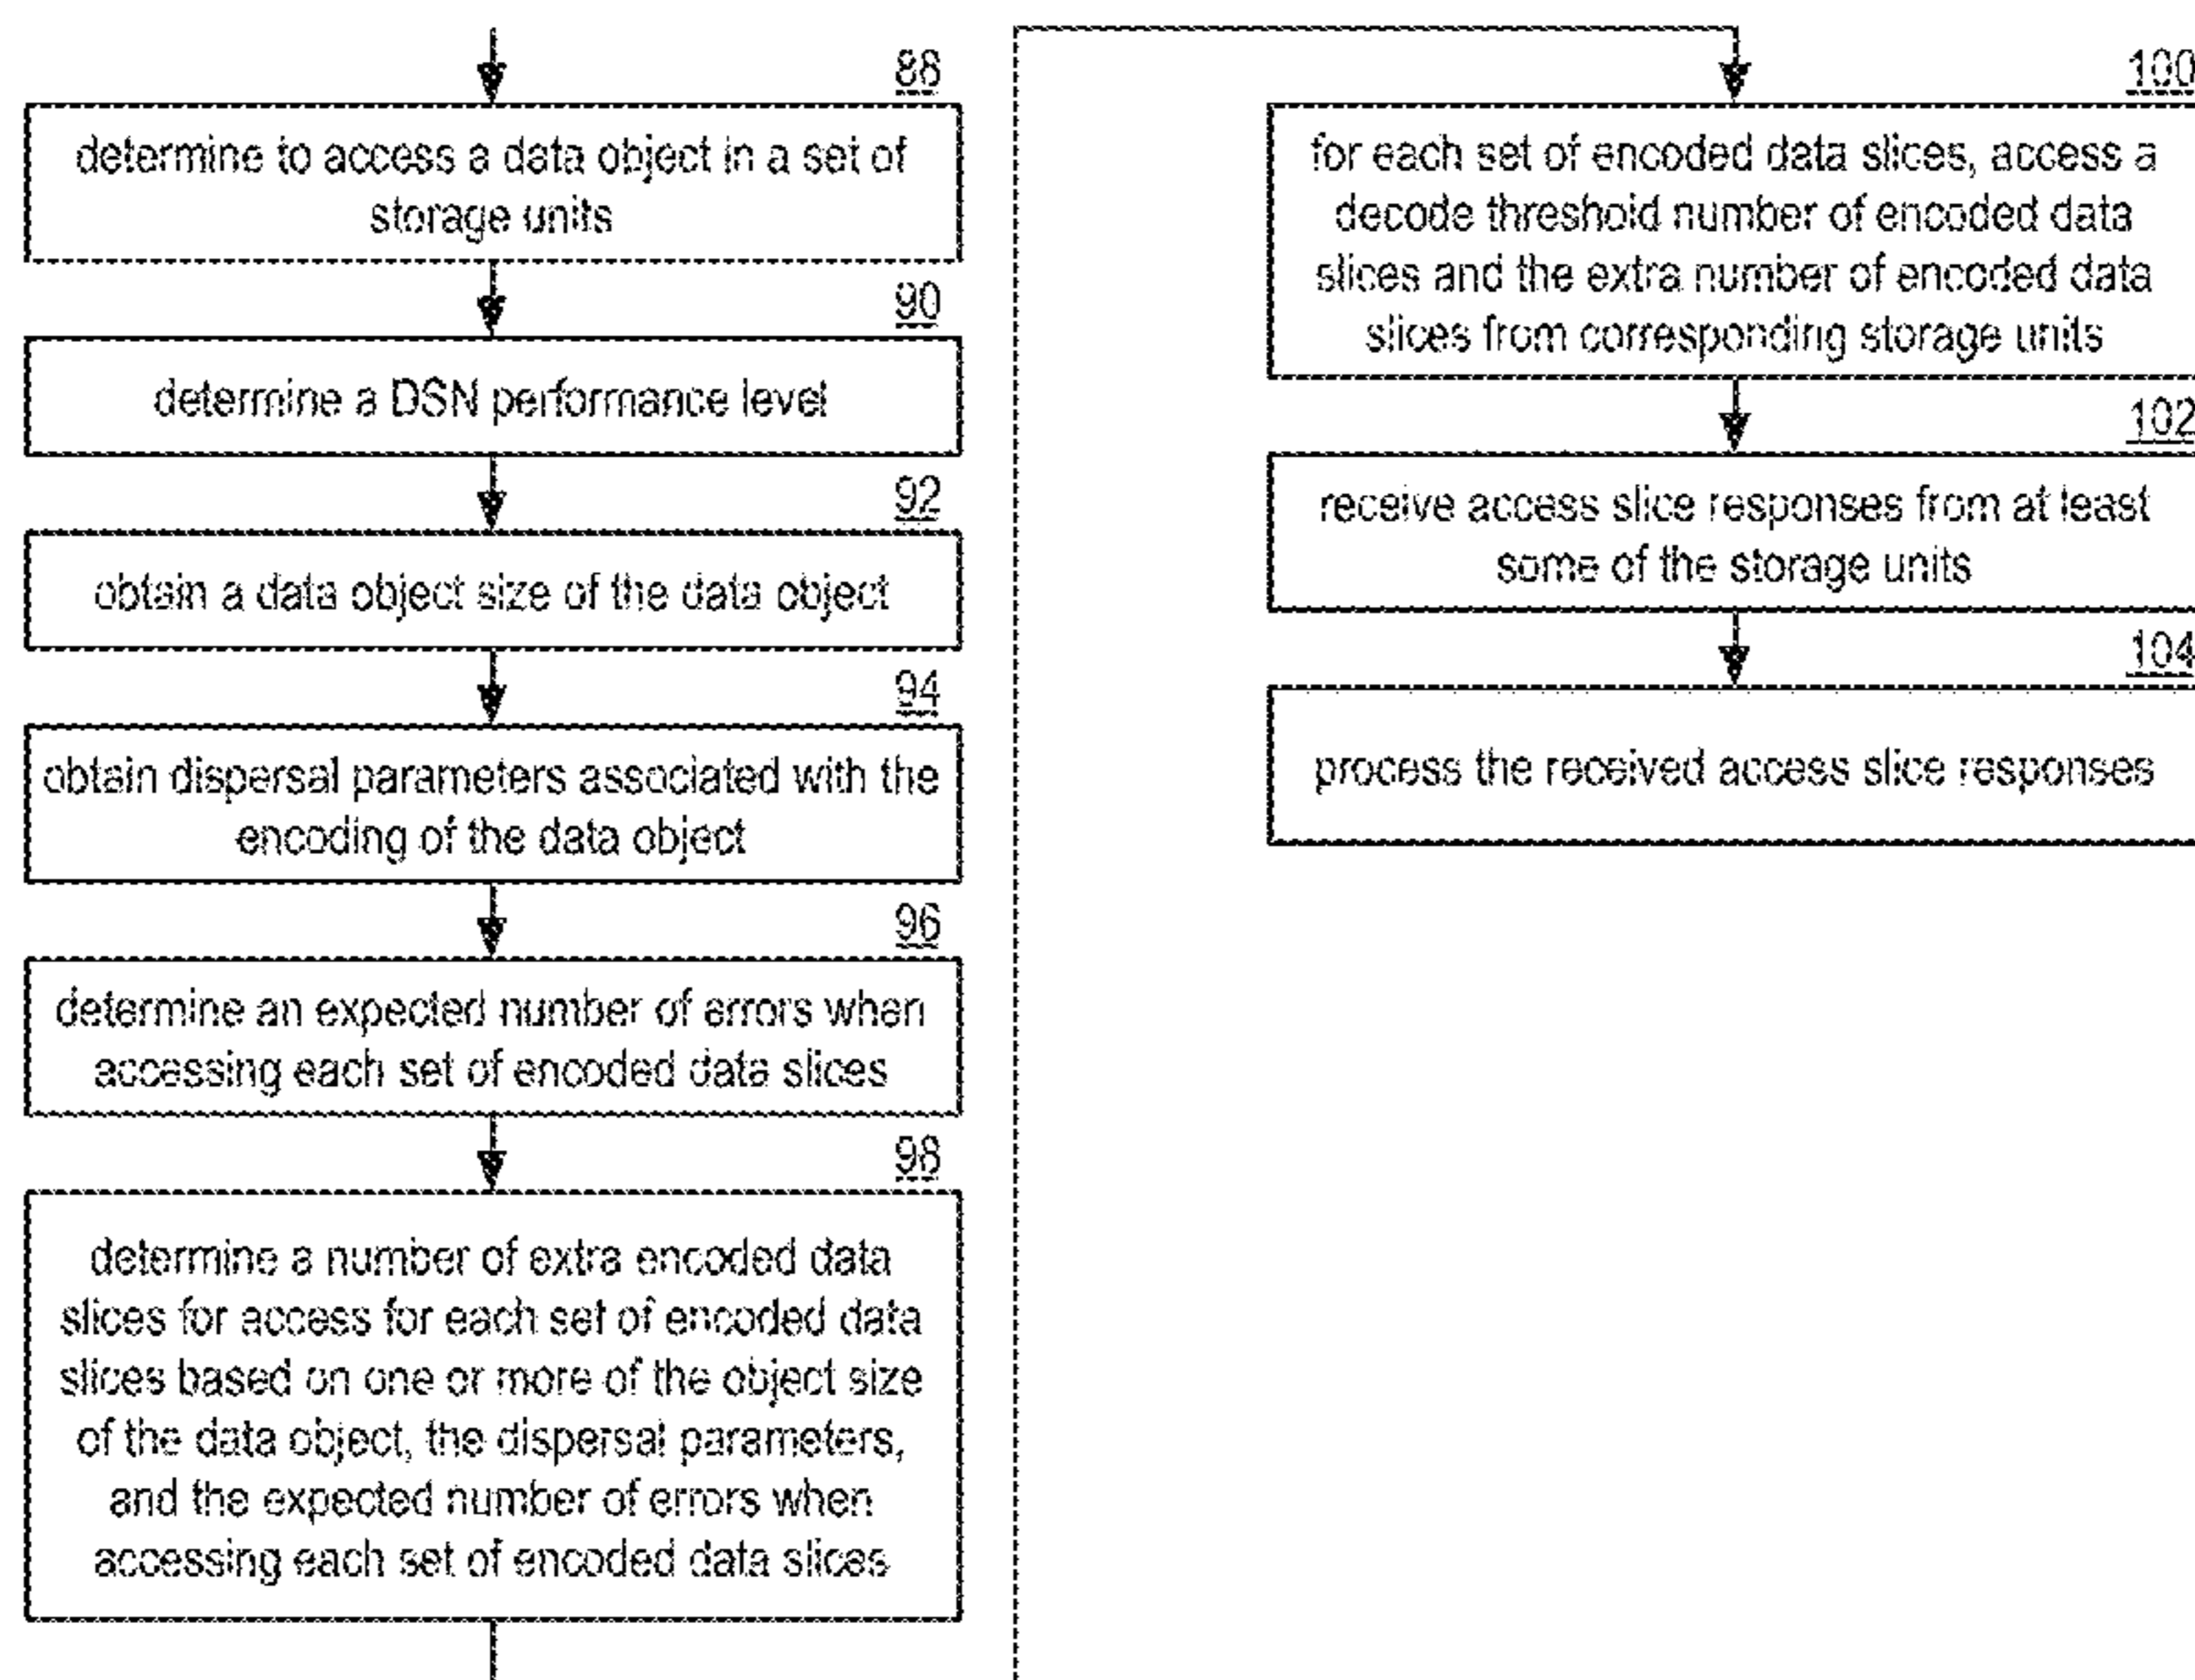 88
determine to access a data object in a set of
storage units
90
determine a DSN performance level
92
obtain a data object size of the data object
94
obtain dispersal parameters associated with the
encoding of the data object
96
determine an expected number of errors when
accessing each set of encoded data slices
98
determine a number of extra encoded data
slices for access for each set of encoded data
slices based on one or more of the object size
of the data object, the dispersal parameters,
and the expected number of errors when
accessing each set of encoded data slices
100
for each set of encoded data slices, access a
decode threshold number of encoded data
slices and the extra number of encoded data
slices from corresponding storage units
102
receive access slice responses from at least
some of the storage units
104
process the received access slice responses